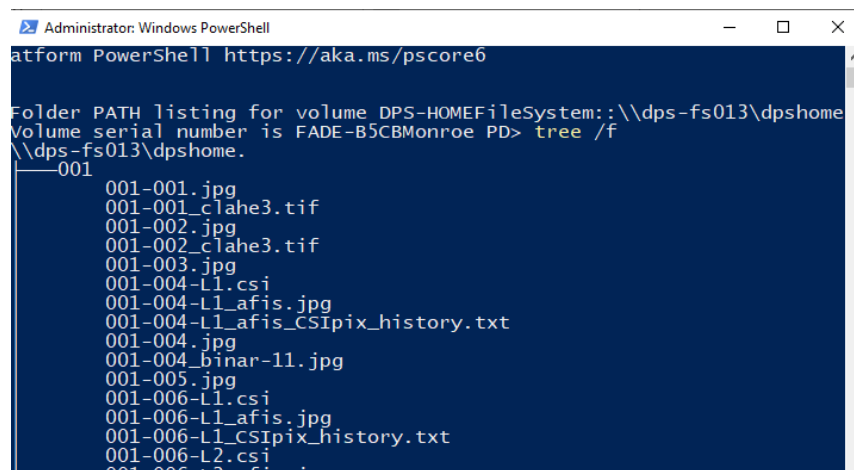 Administrator: Windows PowerShell
atform PowerShell https://aka.ms/pscore6
Folder PATH listing for volume DPS-HOMEFileSystem::\\dps-fs013\dpshome
Volume serial number is FADE-B5CBMonroe PD> tree /f
\\dps-fs013\dpshome.
├───001
001-001.jpg
001-001_clahe3.tif
001-002.jpg
001-002_clahe3.tif
001-003.jpg
001-004-L1.csi
001-004-L1_afis.jpg
001-004-L1_afis_CSIpix_history.txt
001-004.jpg
001-004_binar-11.jpg
001-005.jpg
001-006-L1.csi
001-006-L1_afis.jpg
001-006-L1_CSIpix_history.txt
001-006-L2.csi